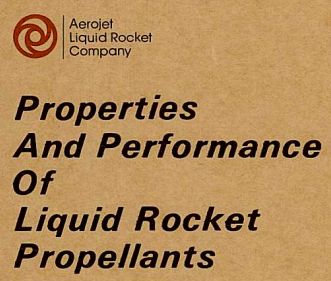 Aerojet
Liquid Rocket
Company
Properties
And Performance
Of
Liquid Rocket
Propellants